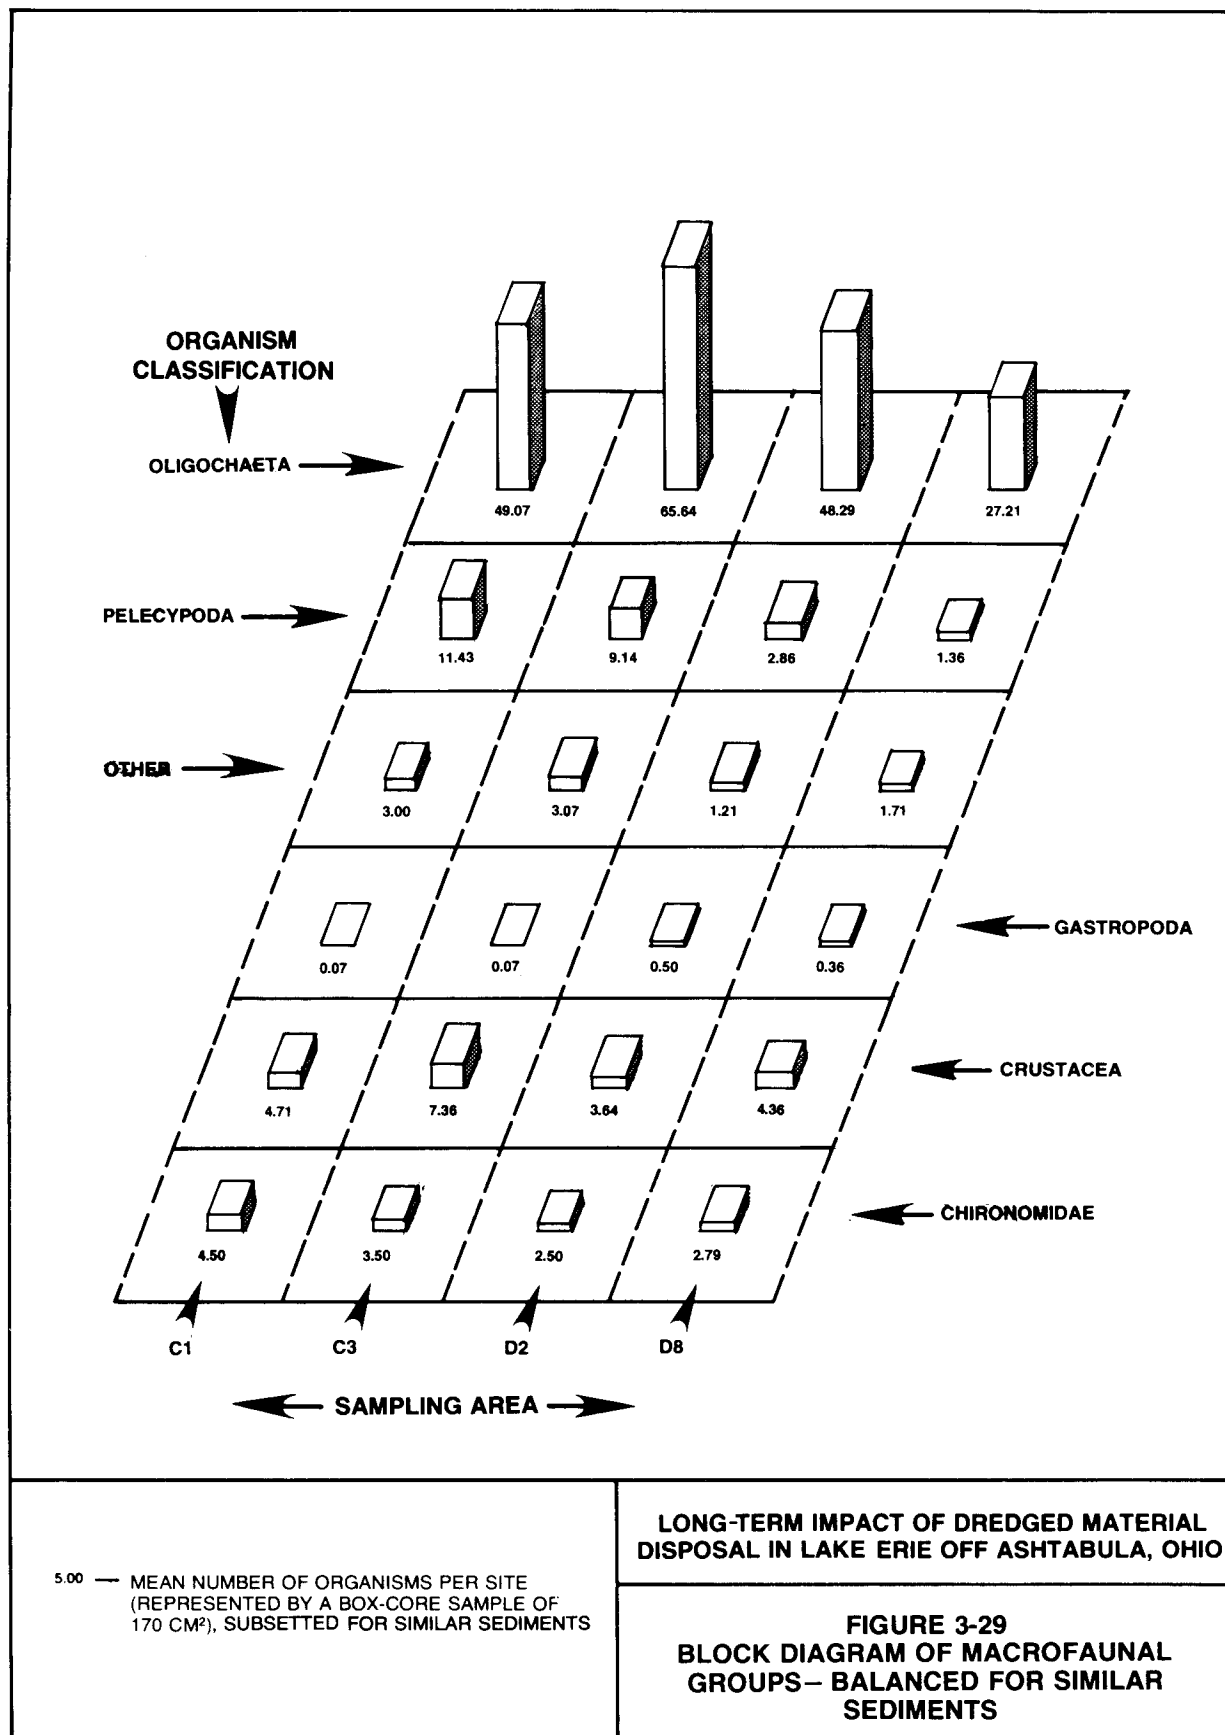 ORGANISM
CLASSIFICATION
OLIGOCHAETA
49.07 65.64 48.29 27.21
PELECYPODA
11.43 9.14 2.86 1.36
OTHER
3.00 3.07 1.21 1.71
GASTROPODA
0.07 0.07 0.50 0.36
CRUSTACEA
4.71 7.36 3.64 4.36
CHIRONOMIDAE
4.50 3.50 2.50 2.79
C1 C3 D2 D8
SAMPLING AREA
5.00 — MEAN NUMBER OF ORGANISMS PER SITE
(REPRESENTED BY A BOX-CORE SAMPLE OF
170 CM²), SUBSETTED FOR SIMILAR SEDIMENTS
LONG-TERM IMPACT OF DREDGED MATERIAL
DISPOSAL IN LAKE ERIE OFF ASHTABULA, OHIO
FIGURE 3-29
BLOCK DIAGRAM OF MACROFAUNAL
GROUPS— BALANCED FOR SIMILAR
SEDIMENTS